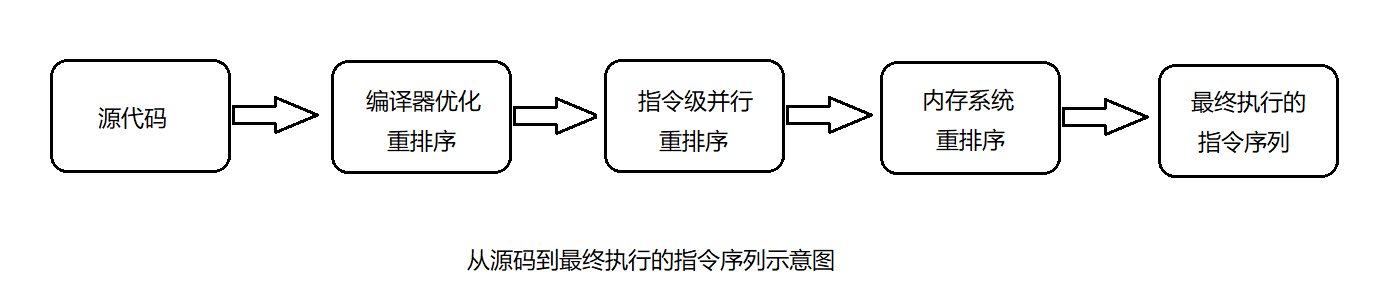 源代码
编译器优化
重排序
指令级并行
重排序
内存系统
重排序
最终执行的
指令序列
从源码到最终执行的指令序列示意图